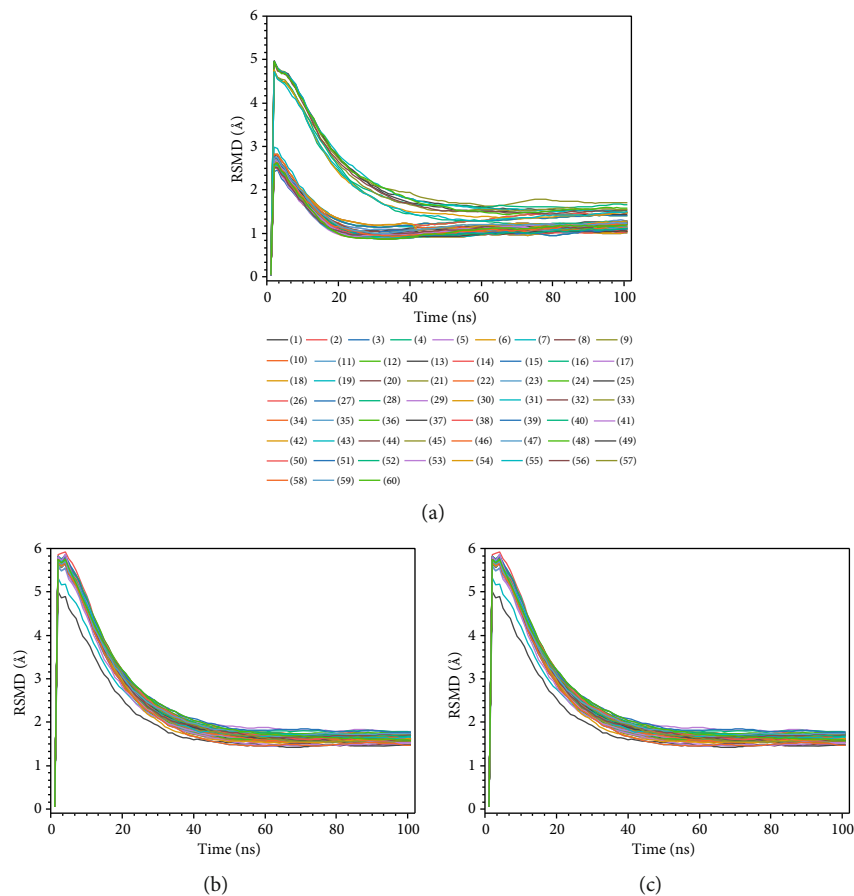 6
5
4
3
2
1
0
RSMD (Å)
0 20 40 60 80 100
Time (ns)
(1) (2) (3) (4) (5) (6) (7) (8) (9)
(10) (11) (12) (13) (14) (15) (16) (17)
(18) (19) (20) (21) (22) (23) (24) (25)
(26) (27) (28) (29) (30) (31) (32) (33)
(34) (35) (36) (37) (38) (39) (40) (41)
(42) (43) (44) (45) (46) (47) (48) (49)
(50) (51) (52) (53) (54) (55) (56) (57)
(58) (59) (60)
(a)
6
5
4
3
2
1
0
RSMD (Å)
0 20 40 60 80 100
Time (ns)
(b)
6
5
4
3
2
1
0
RSMD (Å)
0 20 40 60 80 100
Time (ns)
(c)